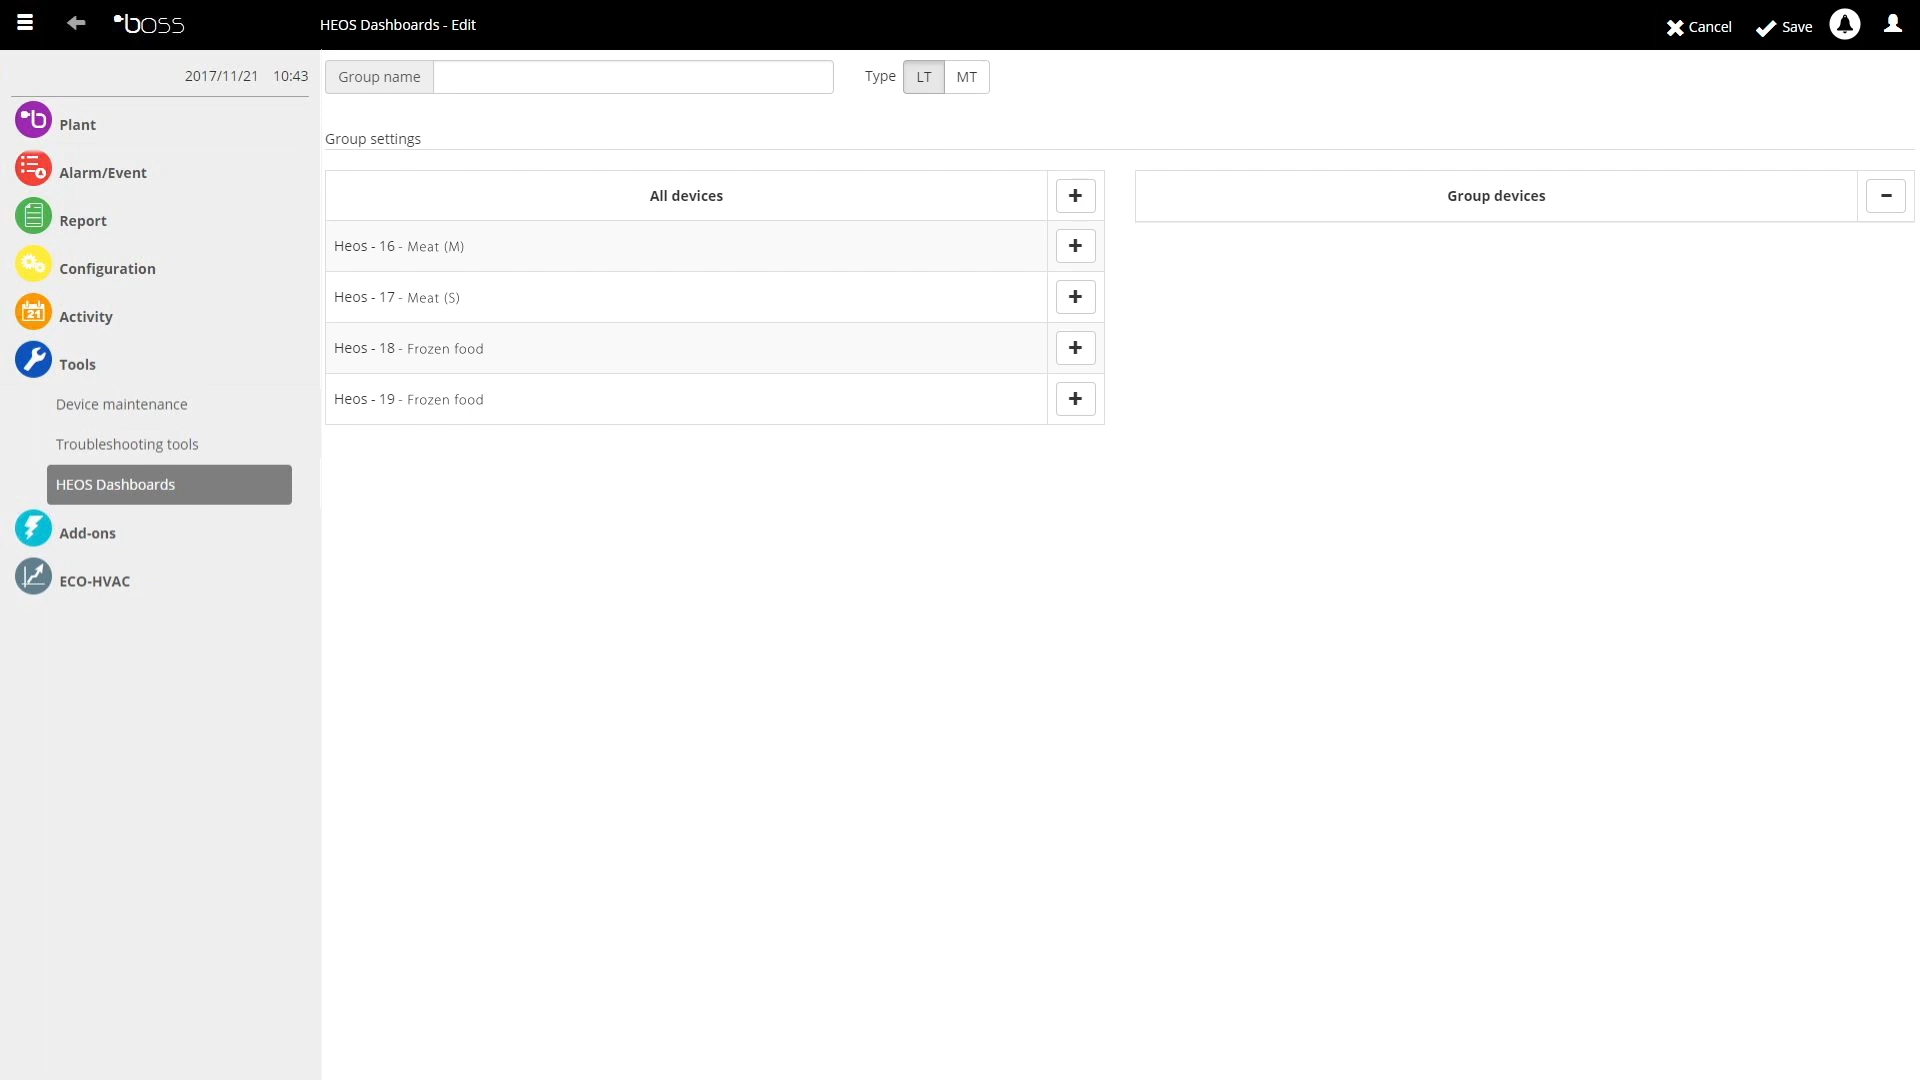 boss
HEOS Dashboards - Edit
Cancel
Save
2017/11/21 10:43
Group name
Type
LT
MT
Plant
Alarm/Event
Report
Configuration
21
Activity
Tools
Device maintenance
Troubleshooting tools
HEOS Dashboards
Add-ons
ECO-HVAC
Group settings
All devices
Heos - 16 - Meat (M)
Heos - 17 - Meat (S)
Heos - 18 - Frozen food
Heos - 19 - Frozen food
Group devices